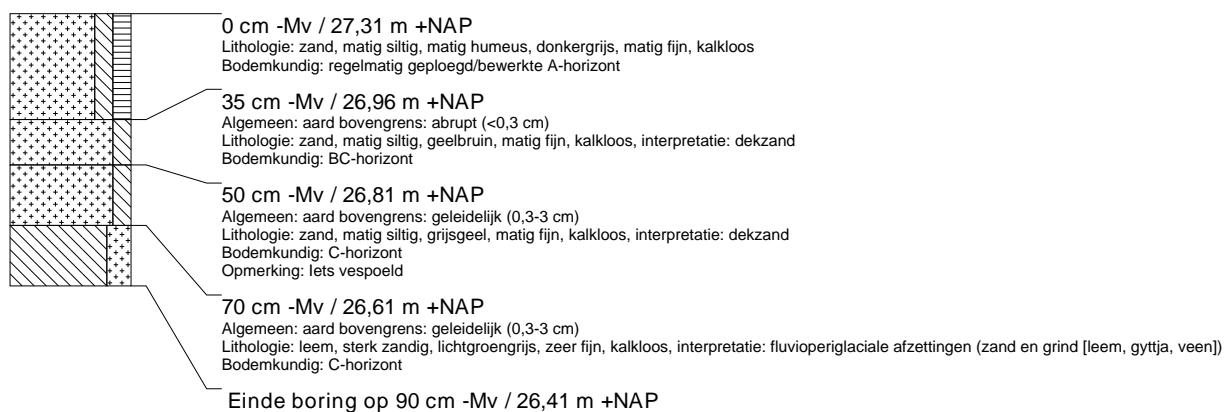 0 cm -Mv / 27,31 m +NAP
Lithologie: zand, matig siltig, matig humeus, donkergrijs, matig fijn, kalkloos
Bodemkundig: regelmatig geploegd/bewerkte A-horizont
35 cm -Mv / 26,96 m +NAP
Algemeen: aard bovengrens: abrupt (<0,3 cm)
Lithologie: zand, matig siltig, geelbruin, matig fijn, kalkloos, interpretatie: dekzand
Bodemkundig: BC-horizont
50 cm -Mv / 26,81 m +NAP
Algemeen: aard bovengrens: geleidelijk (0,3-3 cm)
Lithologie: zand, matig siltig, grijsgeel, matig fijn, kalkloos, interpretatie: dekzand
Bodemkundig: C-horizont
Opmerking: Iets vespoeld
70 cm -Mv / 26,61 m +NAP
Algemeen: aard bovengrens: geleidelijk (0,3-3 cm)
Lithologie: leem, sterk zandig, lichtgroengrijs, zeer fijn, kalkloos, interpretatie: fluvioperiglaciale afzettingen (zand en grind [leem, gyttja, veen])
Bodemkundig: C-horizont
Einde boring op 90 cm -Mv / 26,41 m +NAP